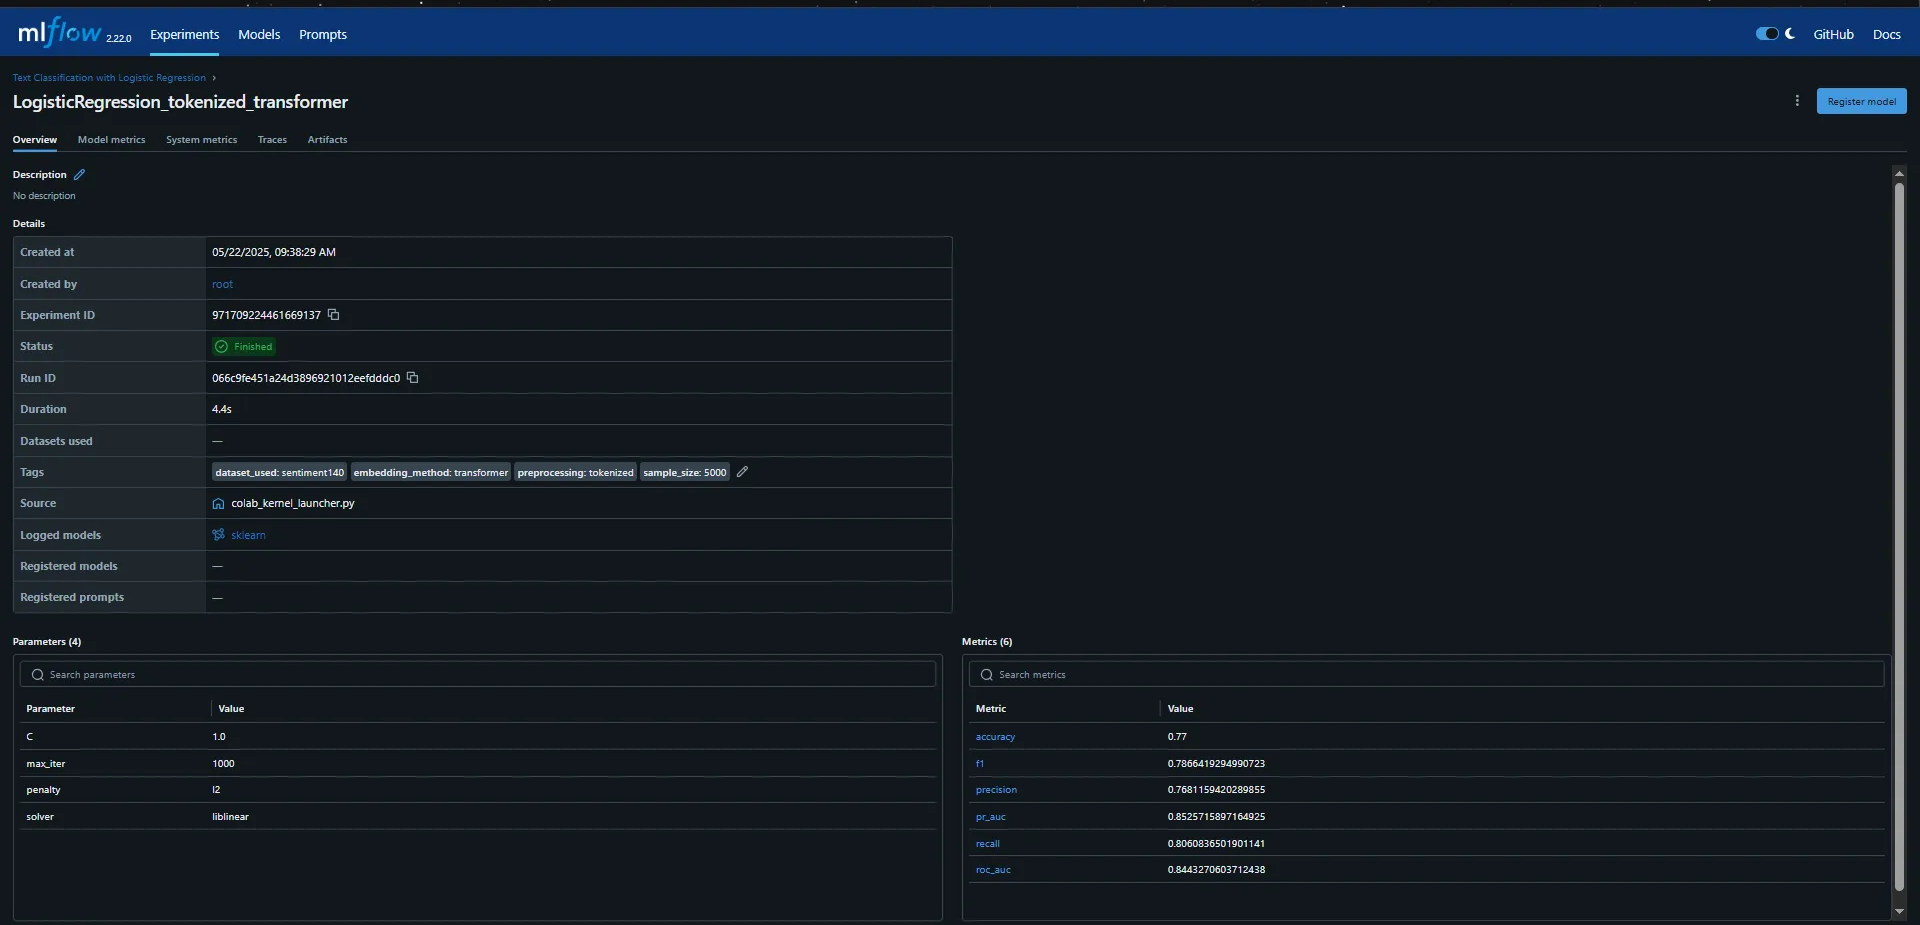 mlflow 2.22.0 Experiments Models Prompts GitHub Docs
Text Classification with Logistic Regression ›
LogisticRegression_tokenized_transformer Register model
Overview Model metrics System metrics Traces Artifacts
Description
No description
Details
Created at 05/22/2025, 09:38:29 AM
Created by root
Experiment ID 971709224461669137
Status Finished
Run ID 066c9fe451a24d3896921012eefdddc0
Duration 4.4s
Datasets used —
Tags dataset_used: sentiment140 embedding_method: transformer preprocessing: tokenized sample_size: 5000
Source colab_kernel_launcher.py
Logged models sklearn
Registered models —
Registered prompts —
Parameters (4)
Search parameters
Parameter Value
C 1.0
max_iter 1000
penalty l2
solver liblinear
Metrics (6)
Search metrics
Metric Value
accuracy 0.77
f1 0.7866419294990723
precision 0.7681159420289855
pr_auc 0.8525715897164925
recall 0.8060836501901141
roc_auc 0.8443270603712438